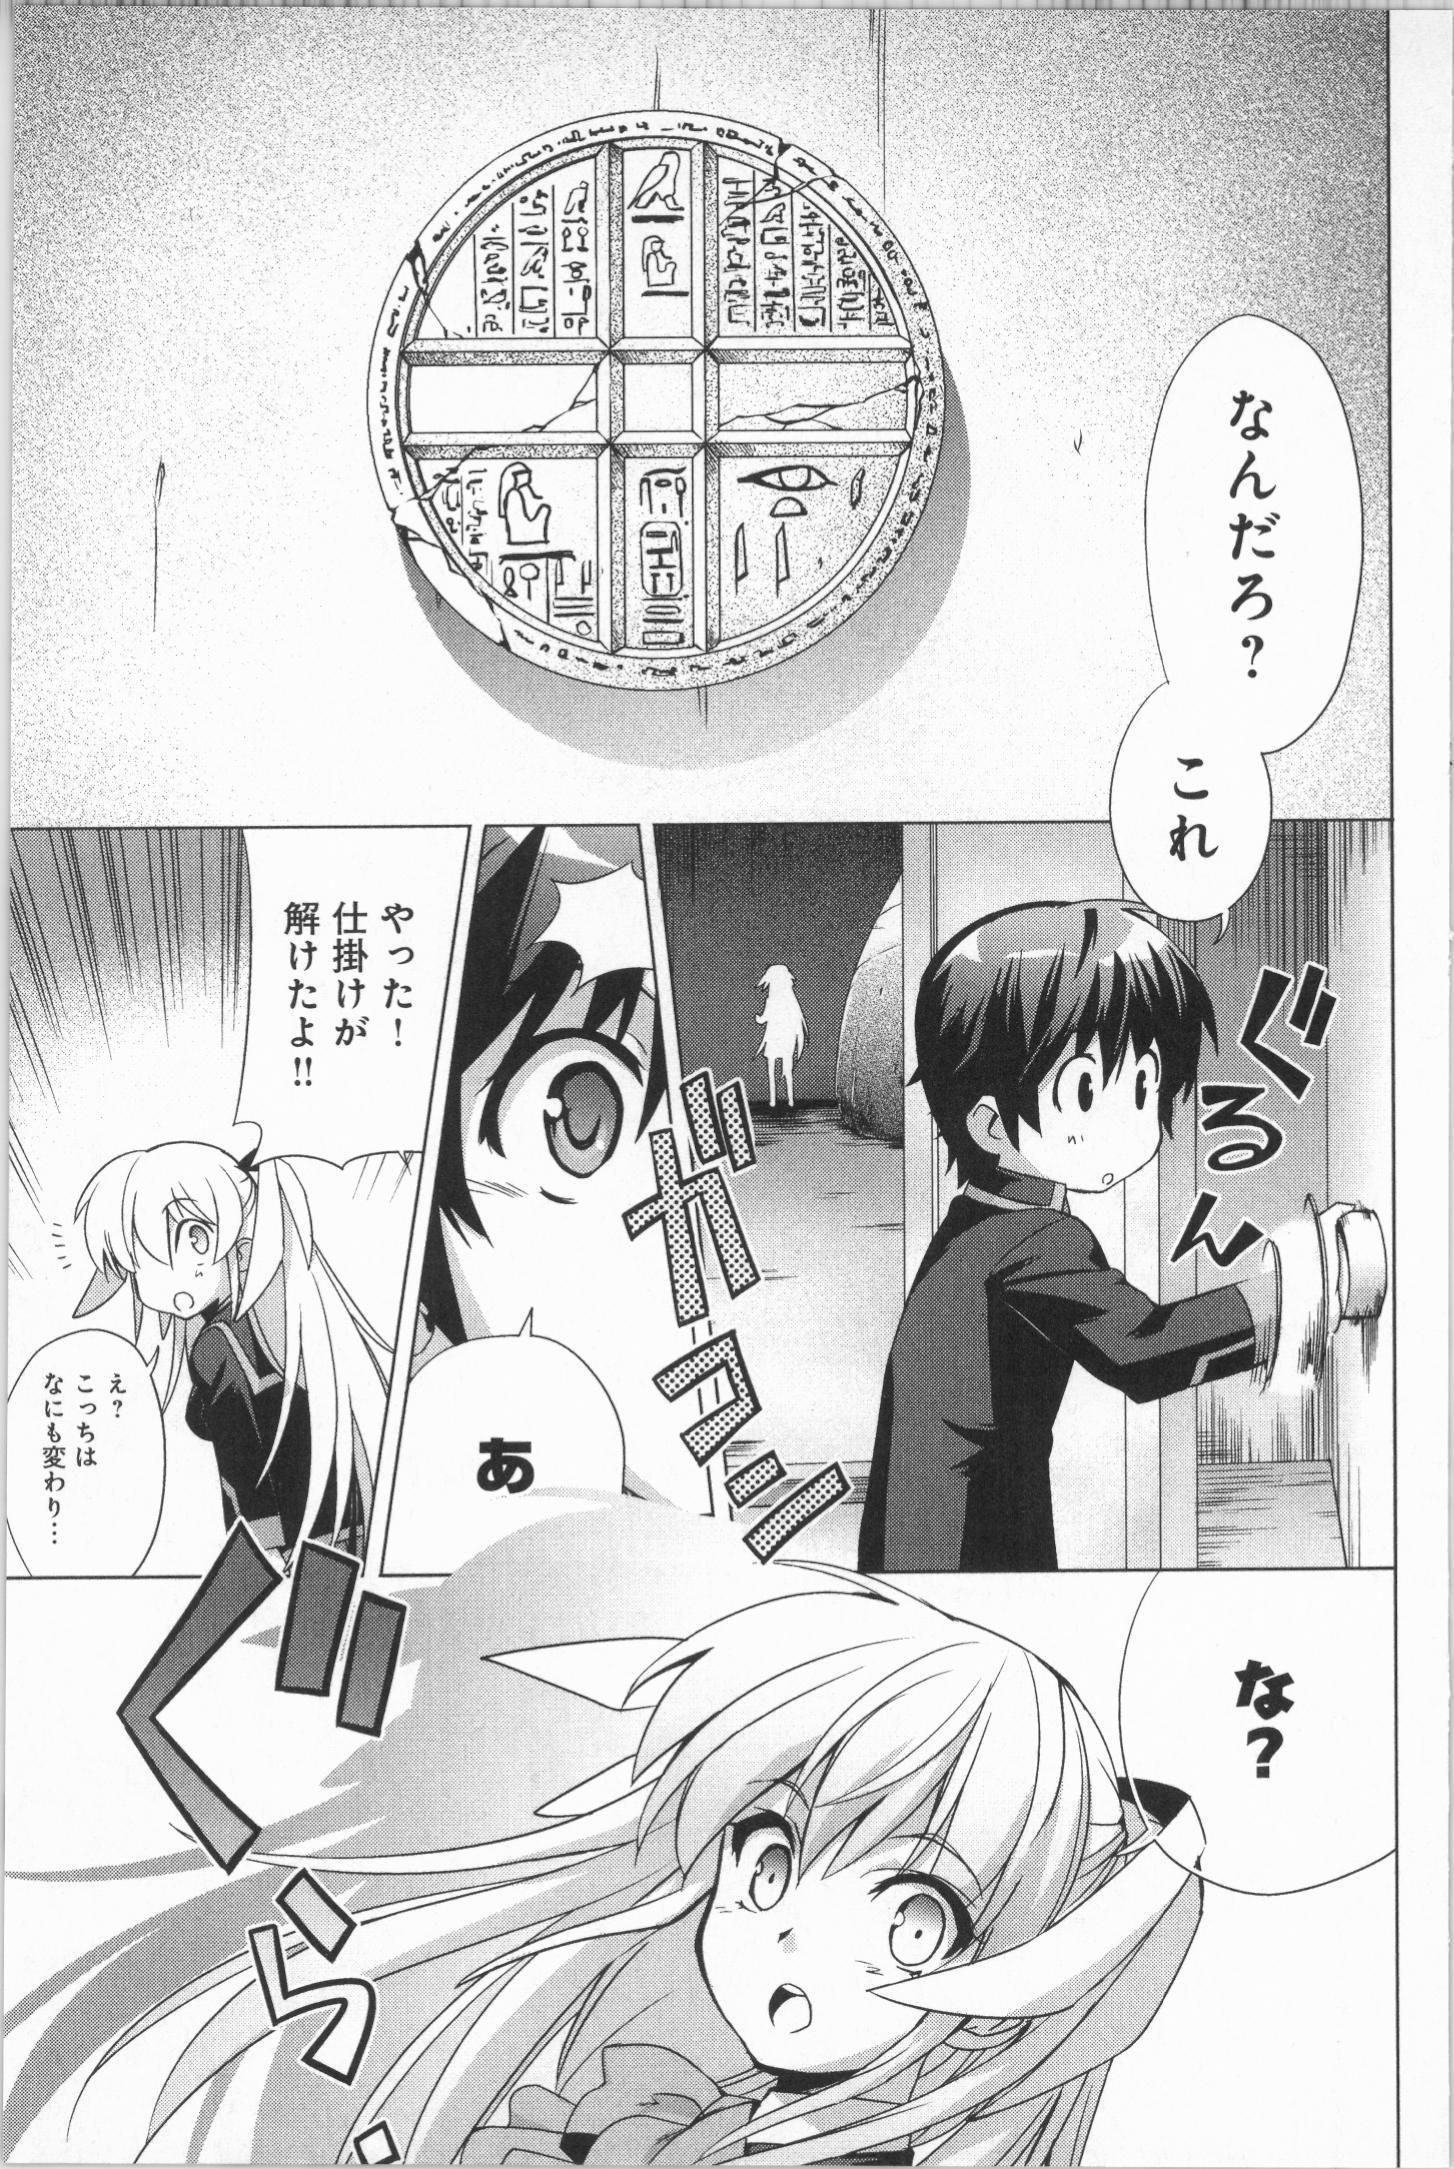 なんだろ？
これ
ぐるん
ガコン
あ
やった！
仕掛けが
解けたよ!!
え？
こっちは
なにも変わり…
な？
ぐら